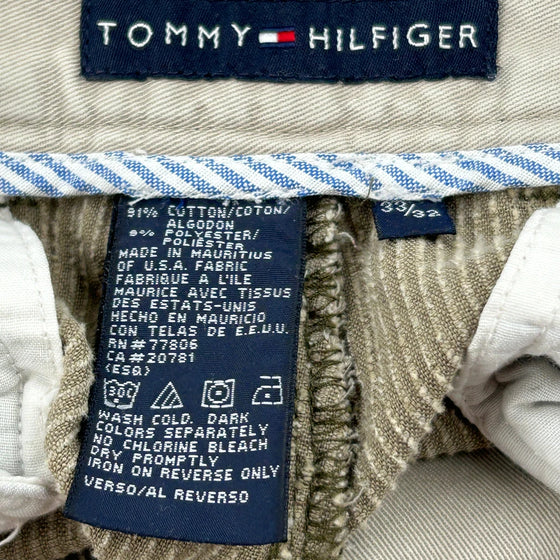 TOMMY HILFIGER
33/32
91% COTTON/COTON/
ALGODON
9% POLYESTER/
POLIÉSTER
MADE IN MAURITIUS
OF U.S.A. FABRIC
FABRIQUE A L'ILE
MAURICE AVEC TISSUS
DES ETATS-UNIS
HECHO EN MAURICIO
CON TELAS DE E.E.U.U.
RN#77806
CA#20781
(ESQ)
30C
WASH COLD. DARK
COLORS SEPARATELY
NO CHLORINE BLEACH
DRY PROMPTLY
IRON ON REVERSE ONLY
VERSO/AL REVERSO